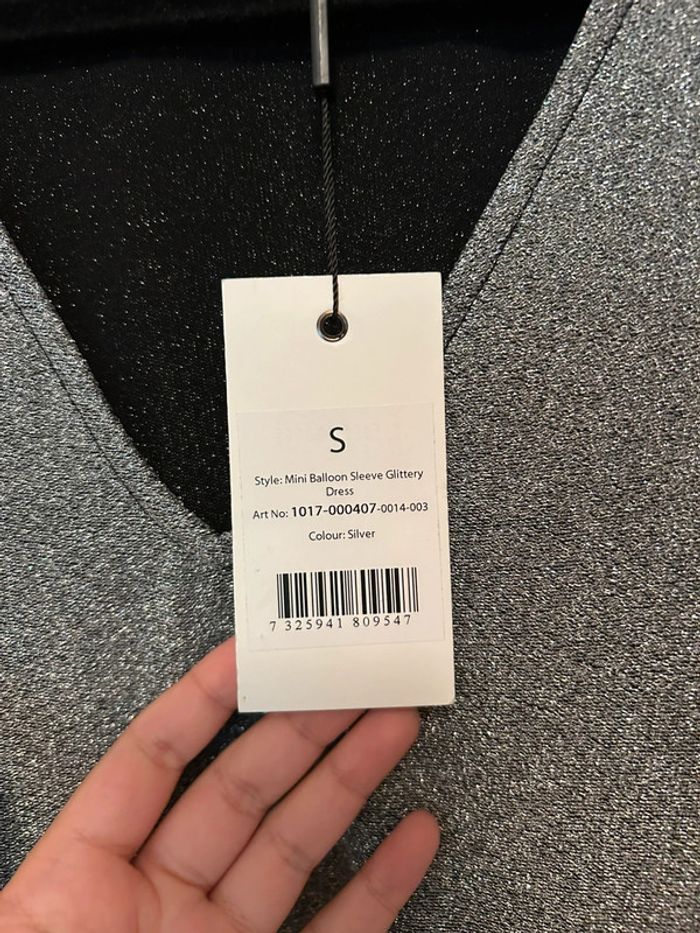 S
Style: Mini Balloon Sleeve Glittery
Dress
Art No: 1017-000407-0014-003
Colour: Silver
7 325941 809547